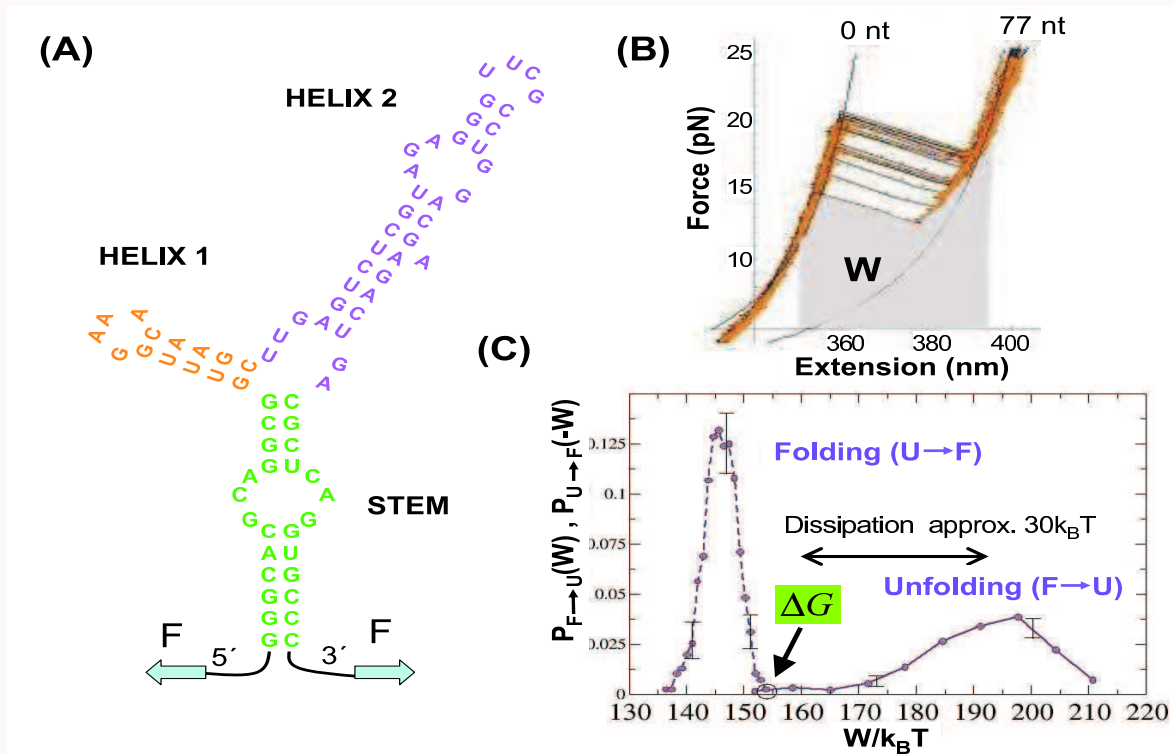 (A)
HELIX 2
U U C G
G C
G C
G C
A G U
G G
A
U A G
G C
C G
U A A
C G
U A
G C
A U
G
U G
U A
HELIX 1
A A A
G G C
G C A
U A
U A
U G
G C
G C
C G
G C
G U
A C
C A
G G
C G
A U
C G
G C
G C
G C
STEM
F F
5´ 3´
(B)
0 nt 77 nt
25
20
15
10
Force (pN)
W
360 380 400
Extension (nm)
(C)
P_F→U(W) , P_U→F(-W)
0.125
0.1
0.075
0.05
0.025
0
Folding (U→F)
Dissipation approx. 30k_BT
Unfolding (F→U)
ΔG
130 140 150 160 170 180 190 200 210 220
W/k_BT